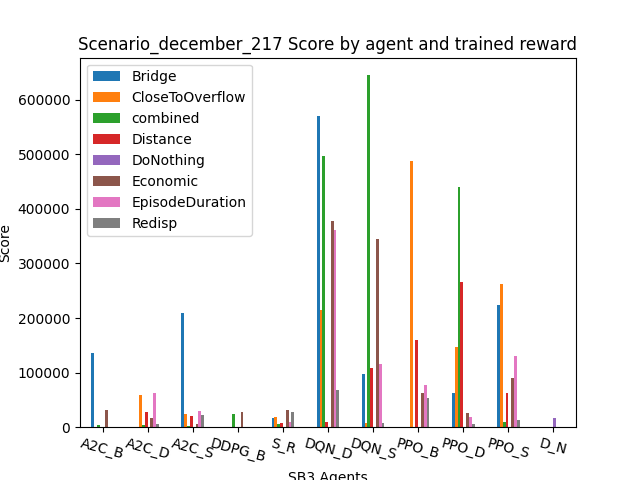 Scenario_december_217 Score by agent and trained reward
Bridge
CloseToOverflow
combined
Distance
DoNothing
Economic
EpisodeDuration
Redisp
600000
500000
400000
300000
200000
100000
0
Score
A2C_B
A2C_D
A2C_S
DDPG_B
S_R
DQN_D
DQN_S
PPO_B
PPO_D
PPO_S
D_N
SB3 Agents